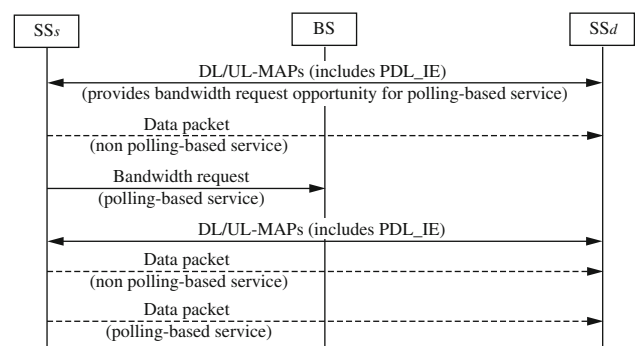 SSs BS SSd
DL/UL-MAPs (includes PDL_IE)
(provides bandwidth request opportunity for polling-based service)
Data packet
(non polling-based service)
Bandwidth request
(polling-based service)
DL/UL-MAPs (includes PDL_IE)
Data packet
(non polling-based service)
Data packet
(polling-based service)